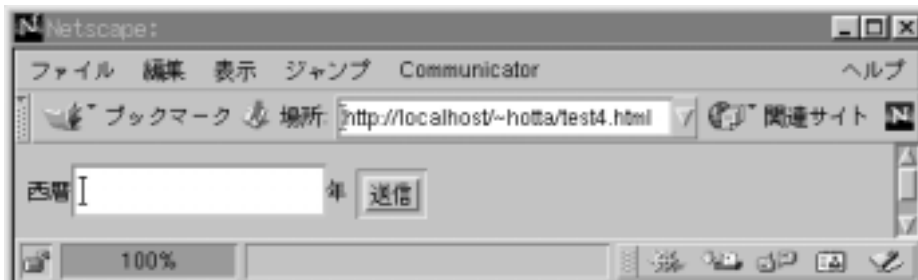 Netscape:
ファイル 編集 表示 ジャンプ Communicator ヘルプ
ブックマーク 場所: http://localhost/~hotta/test4.html 関連サイト N
西暦 年 送信
100%